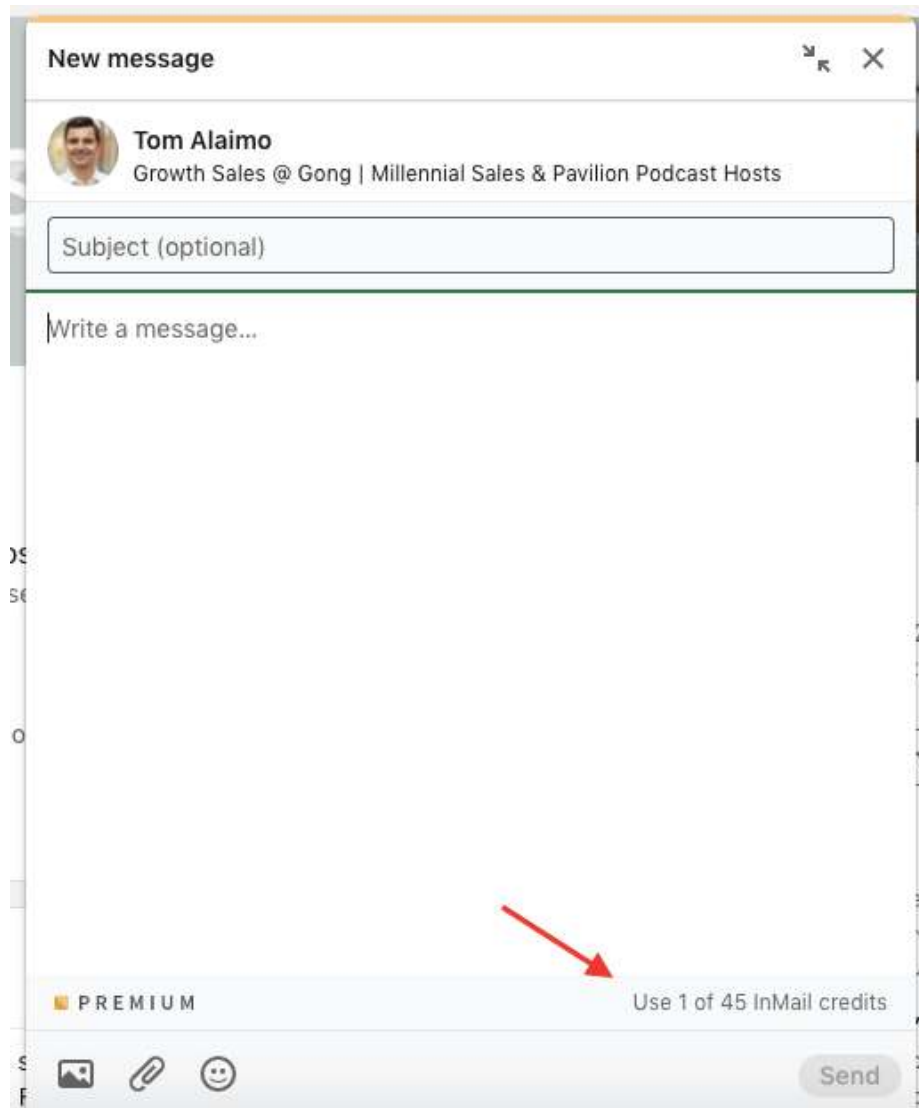 New message
Tom Alaimo
Growth Sales @ Gong | Millennial Sales & Pavilion Podcast Hosts
Subject (optional)
Write a message...
PREMIUM
Use 1 of 45 InMail credits
Send